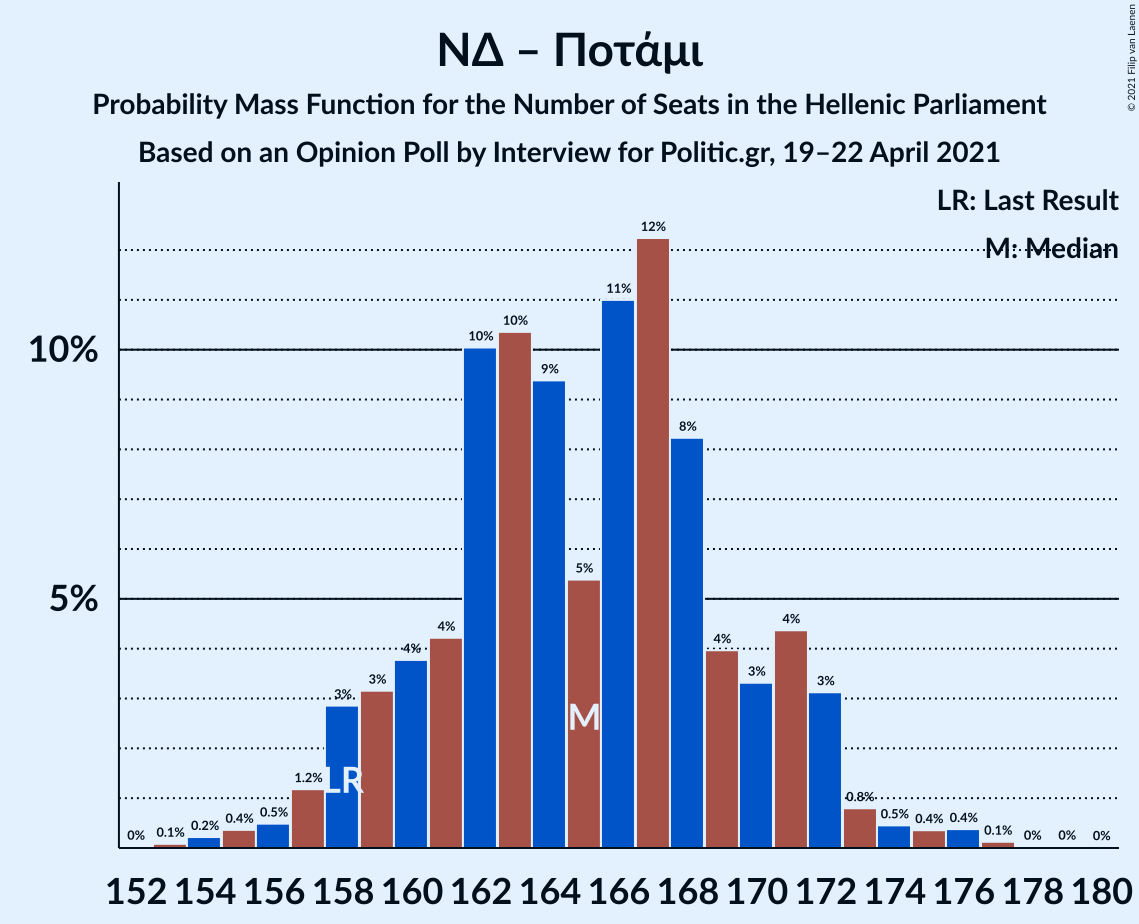 © 2021 Filip van Laenen
ΝΔ – Ποτάμι
Probability Mass Function for the Number of Seats in the Hellenic Parliament
Based on an Opinion Poll by Interview for Politic.gr, 19–22 April 2021
LR: Last Result
M: Median
10%
5%
0% 0.1% 0.2% 0.4% 0.5% 1.2% 3% 3% 4% 4% 10% 10% 9% 5% 11% 12% 8% 4% 3% 4% 3% 0.8% 0.5% 0.4% 0.4% 0.1% 0% 0% 0%
M
LR
152 154 156 158 160 162 164 166 168 170 172 174 176 178 180